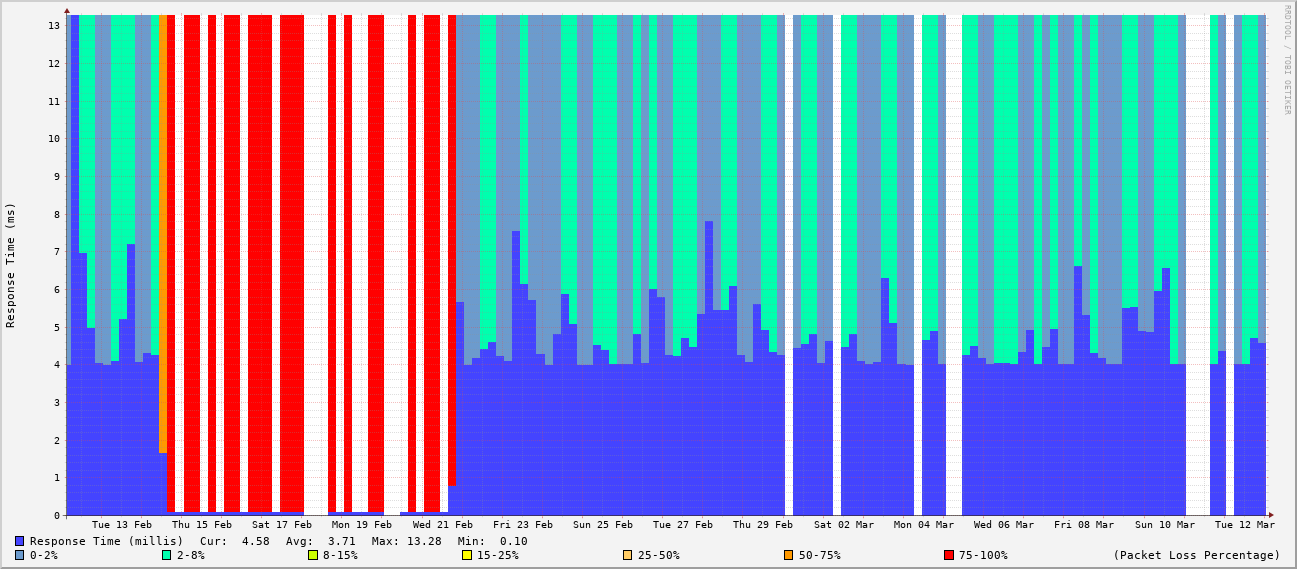 RRDTOOL / TOBI OETIKER
Response Time (ms)
13
12
11
10
9
8
7
6
5
4
3
2
1
0
Tue 13 Feb Thu 15 Feb Sat 17 Feb Mon 19 Feb Wed 21 Feb Fri 23 Feb Sun 25 Feb Tue 27 Feb Thu 29 Feb Sat 02 Mar Mon 04 Mar Wed 06 Mar Fri 08 Mar Sun 10 Mar Tue 12 Mar
Response Time (millis) Cur: 4.58 Avg: 3.71 Max: 13.28 Min: 0.10
0-2% 2-8% 8-15% 15-25% 25-50% 50-75% 75-100% (Packet Loss Percentage)